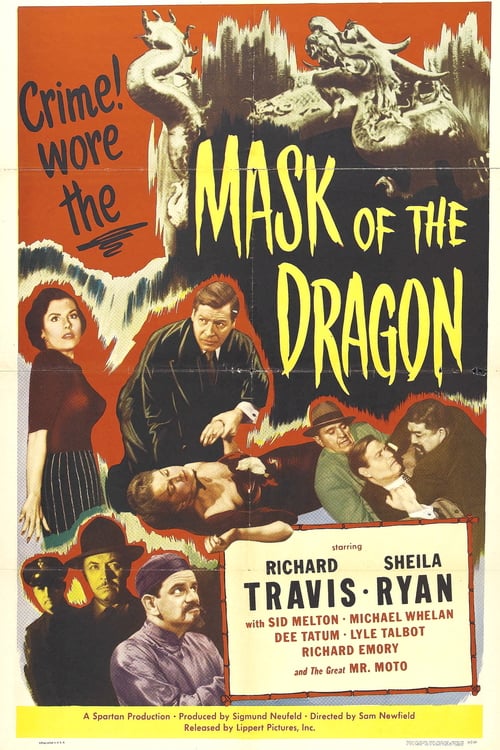 Crime!
wore
the
MASK OF THE
DRAGON
starring
RICHARD SHEILA
TRAVIS · RYAN
with SID MELTON · MICHAEL WHELAN
DEE TATUM · LYLE TALBOT
RICHARD EMORY
and The Great MR. MOTO
A Spartan Production · Produced by Sigmund Neufeld · Directed by Sam Newfield
Released by Lippert Pictures, Inc.